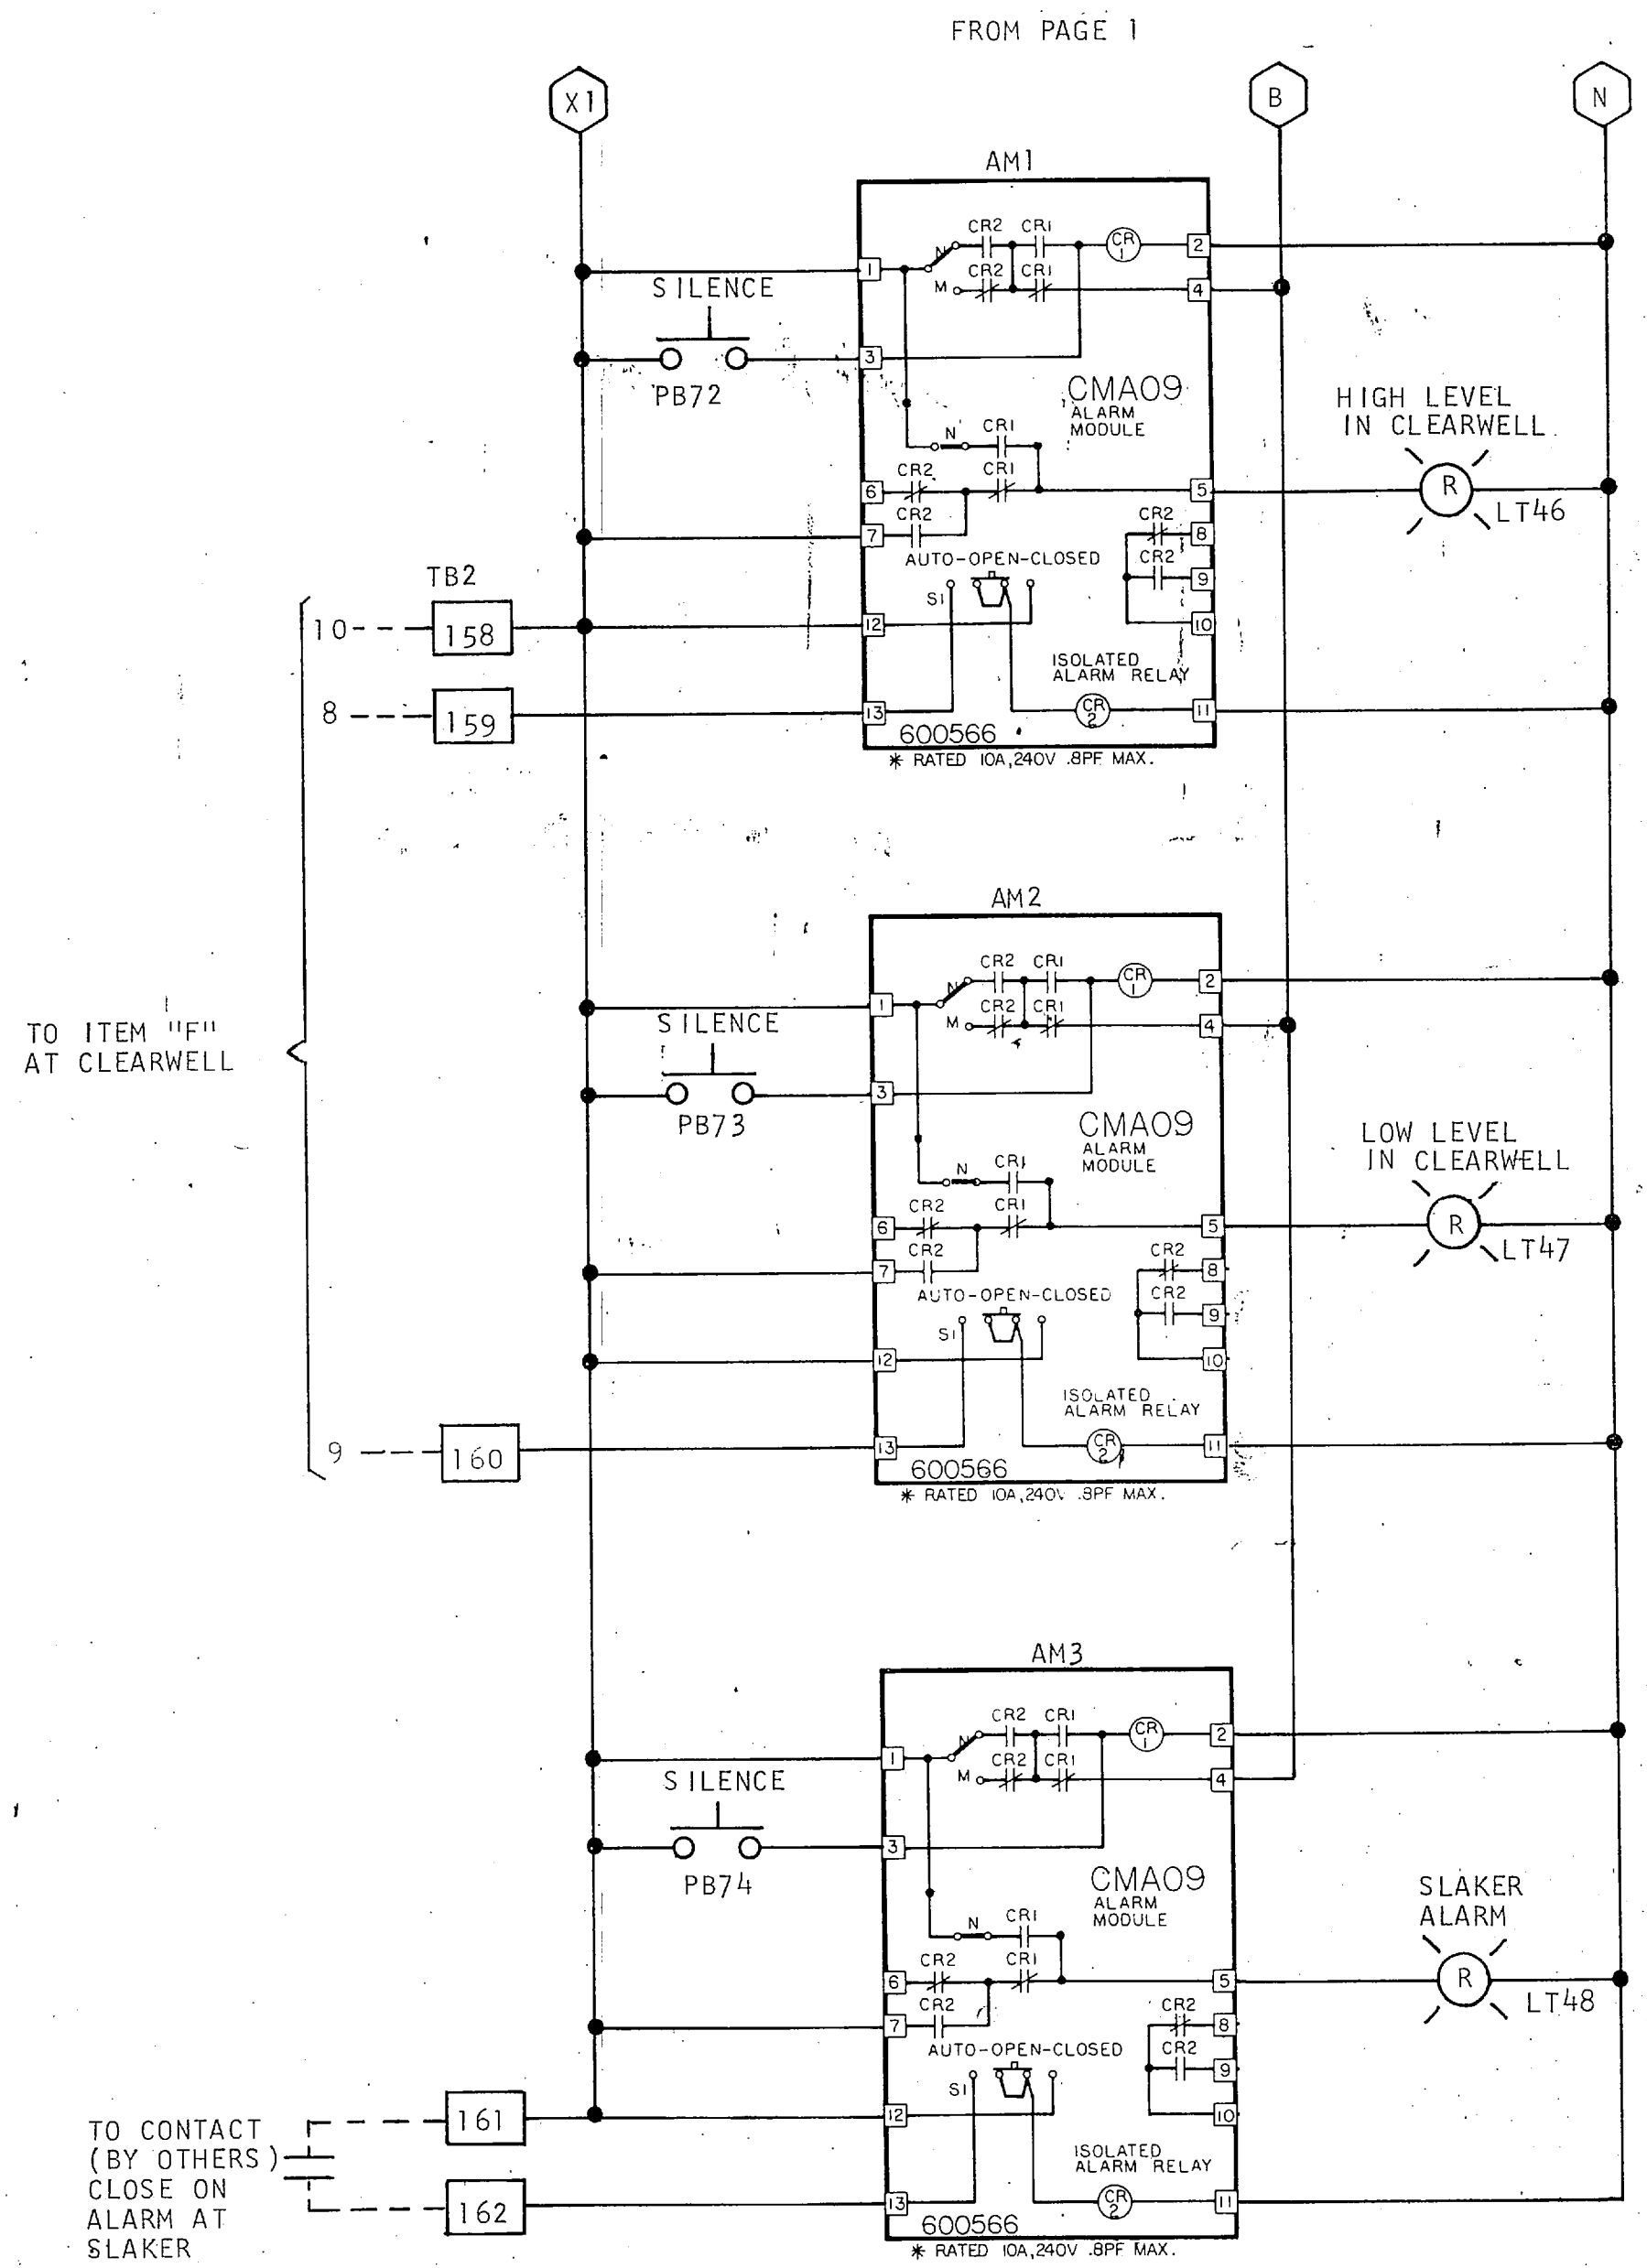 FROM PAGE 1
X1
B
N
AM1
CR2 CR1
N
CR 1
2
1
CR2 CR1
M
4
SILENCE
3
PB72
CMA09
ALARM
MODULE
HIGH LEVEL
IN CLEARWELL
N CR1
CR2 CR1
6
5
R
LT46
CR2
7
CR2
8
AUTO-OPEN-CLOSED
CR2
9
S1
TB2
10
158
12
10
ISOLATED
ALARM RELAY
8
159
13
CR 2
11
600566
* RATED 10A,240V .8PF MAX.
AM2
CR2 CR1
N
CR 1
2
1
CR2 CR1
M
4
SILENCE
3
PB73
CMA09
ALARM
MODULE
LOW LEVEL
IN CLEARWELL
TO ITEM "F"
AT CLEARWELL
N CR1
CR2 CR1
6
5
R
LT47
CR2
7
CR2
8
AUTO-OPEN-CLOSED
CR2
9
S1
12
10
ISOLATED
ALARM RELAY
9
160
13
CR 2
11
600566
* RATED 10A,240V .8PF MAX.
AM3
CR2 CR1
N
CR 1
2
1
CR2 CR1
M
4
SILENCE
3
PB74
CMA09
ALARM
MODULE
SLAKER
ALARM
N CR1
CR2 CR1
6
5
R
LT48
CR2
7
CR2
8
AUTO-OPEN-CLOSED
CR2
9
S1
161
12
10
TO CONTACT
(BY OTHERS)
CLOSE ON
ALARM AT
SLAKER
ISOLATED
ALARM RELAY
162
13
CR 2
11
600566
* RATED 10A,240V .8PF MAX.